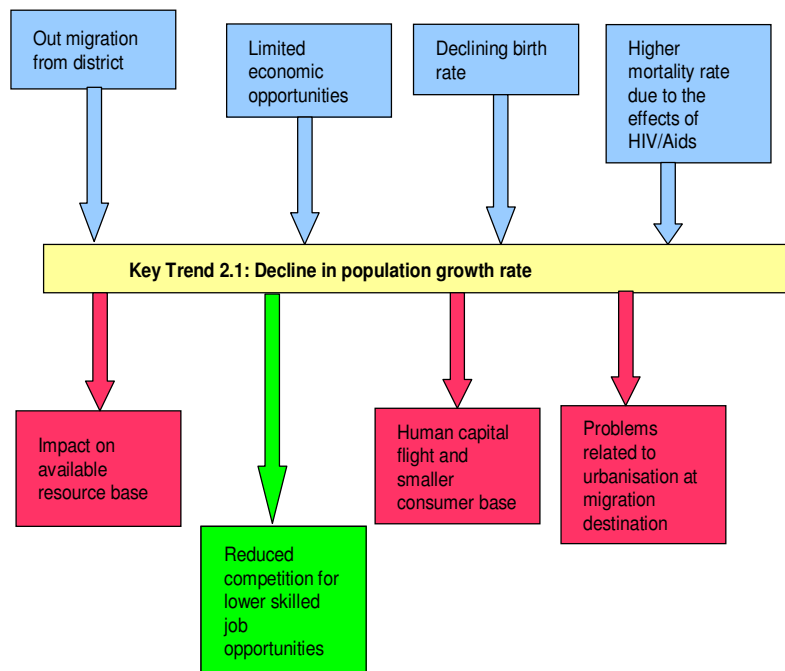 Out migration
from district
Limited
economic
opportunities
Declining birth
rate
Higher
mortality rate
due to the
effects of
HIV/Aids
Key Trend 2.1: Decline in population growth rate
Impact on
available
resource base
Reduced
competition for
lower skilled
job
opportunities
Human capital
flight and
smaller
consumer base
Problems
related to
urbanisation at
migration
destination